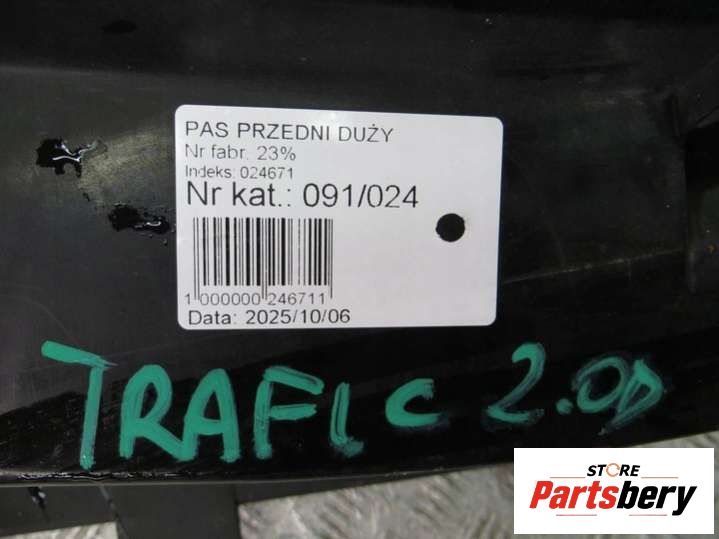 PAS PRZEDNI DUŻY
Nr fabr. 23%
Indeks: 024671
Nr kat.: 091/024
1 000000 246711
Data: 2025/10/06
TRAFIC 2.0D
STORE
Partsbery